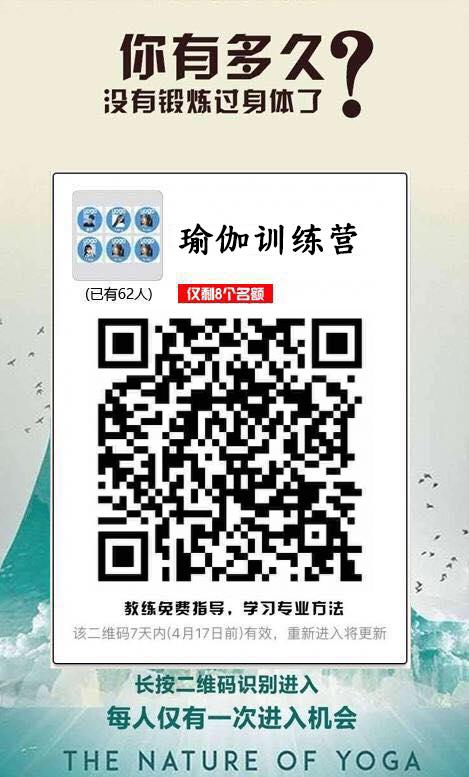 你有多久?
没有锻炼过身体了
瑜伽训练营
(已有62人)
仅剩8个名额
教练免费指导，学习专业方法
该二维码7天内(4月17日前)有效，重新进入将更新
长按二维码识别进入
每人仅有一次进入机会
THE NATURE OF YOGA